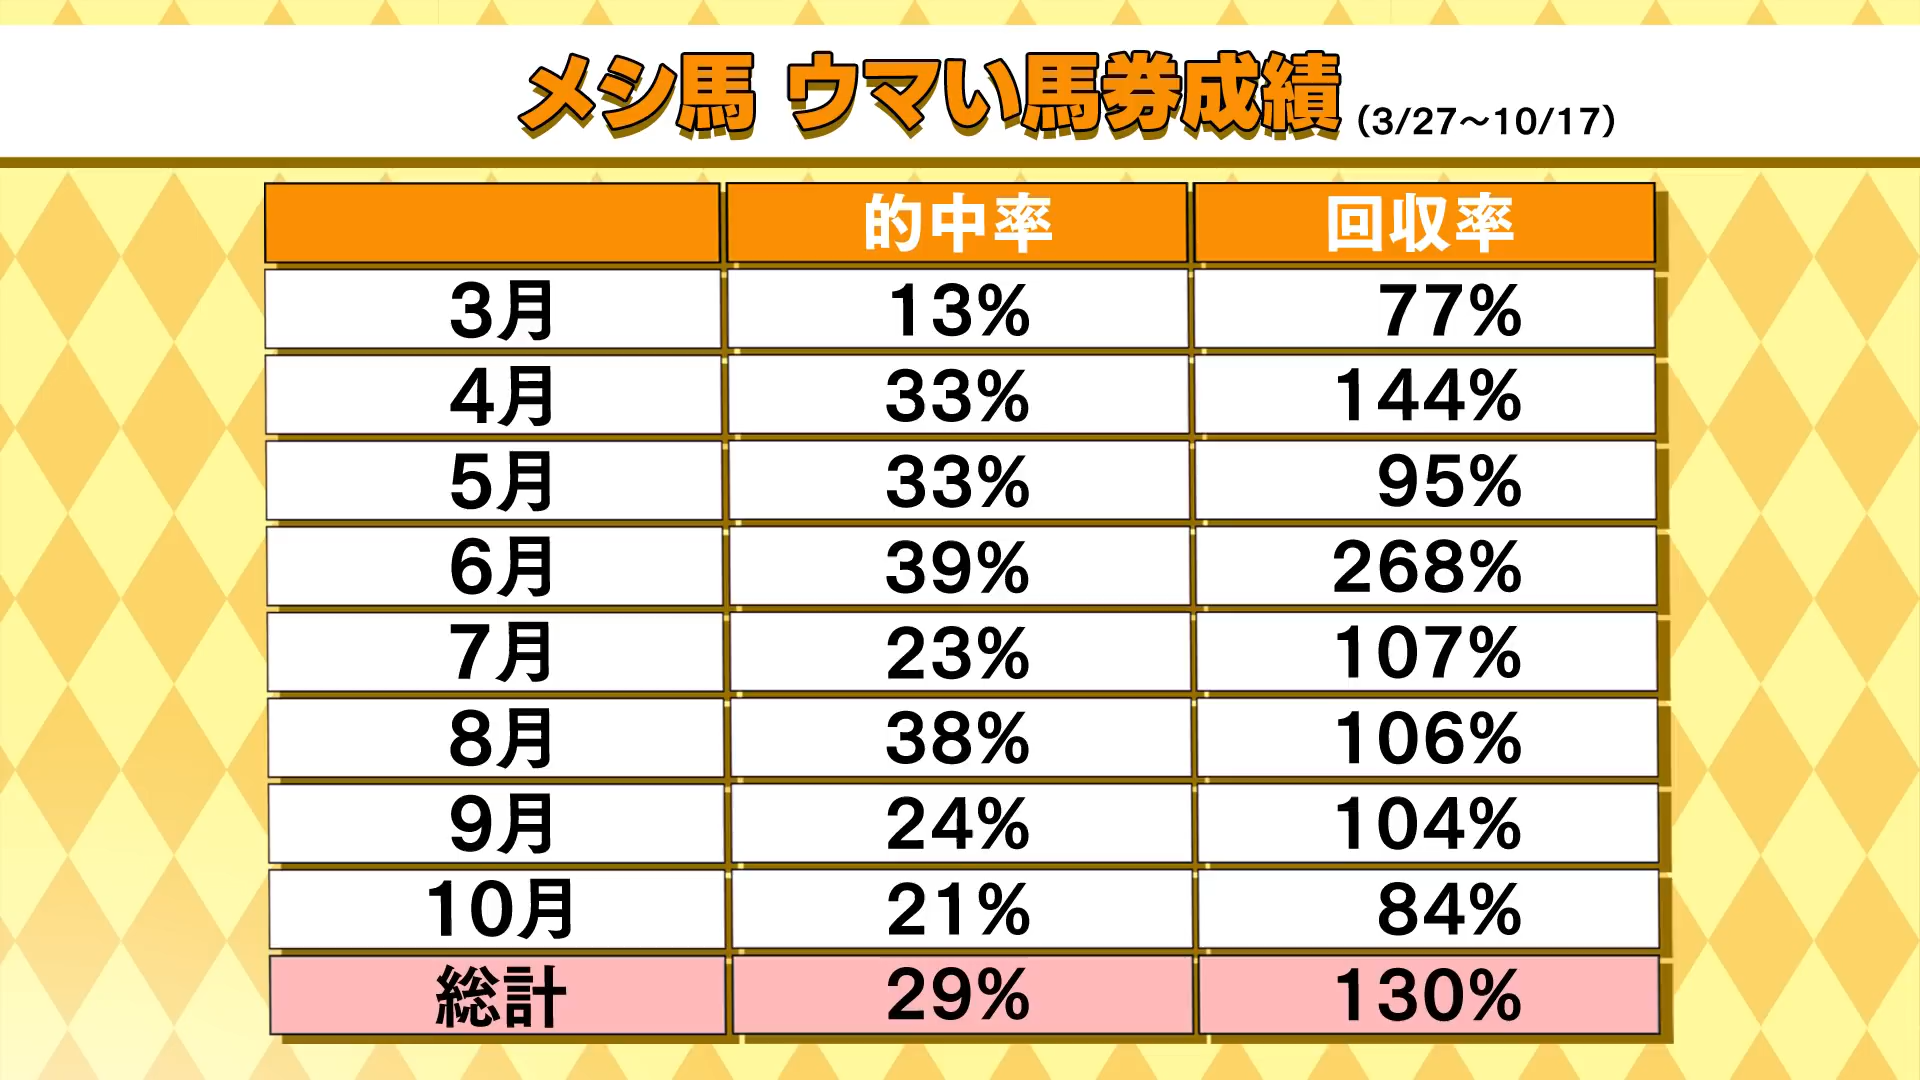 メシ馬 ウマい馬券成績 (3/27〜10/17)
的中率 回収率
3月 13% 77%
4月 33% 144%
5月 33% 95%
6月 39% 268%
7月 23% 107%
8月 38% 106%
9月 24% 104%
10月 21% 84%
総計 29% 130%